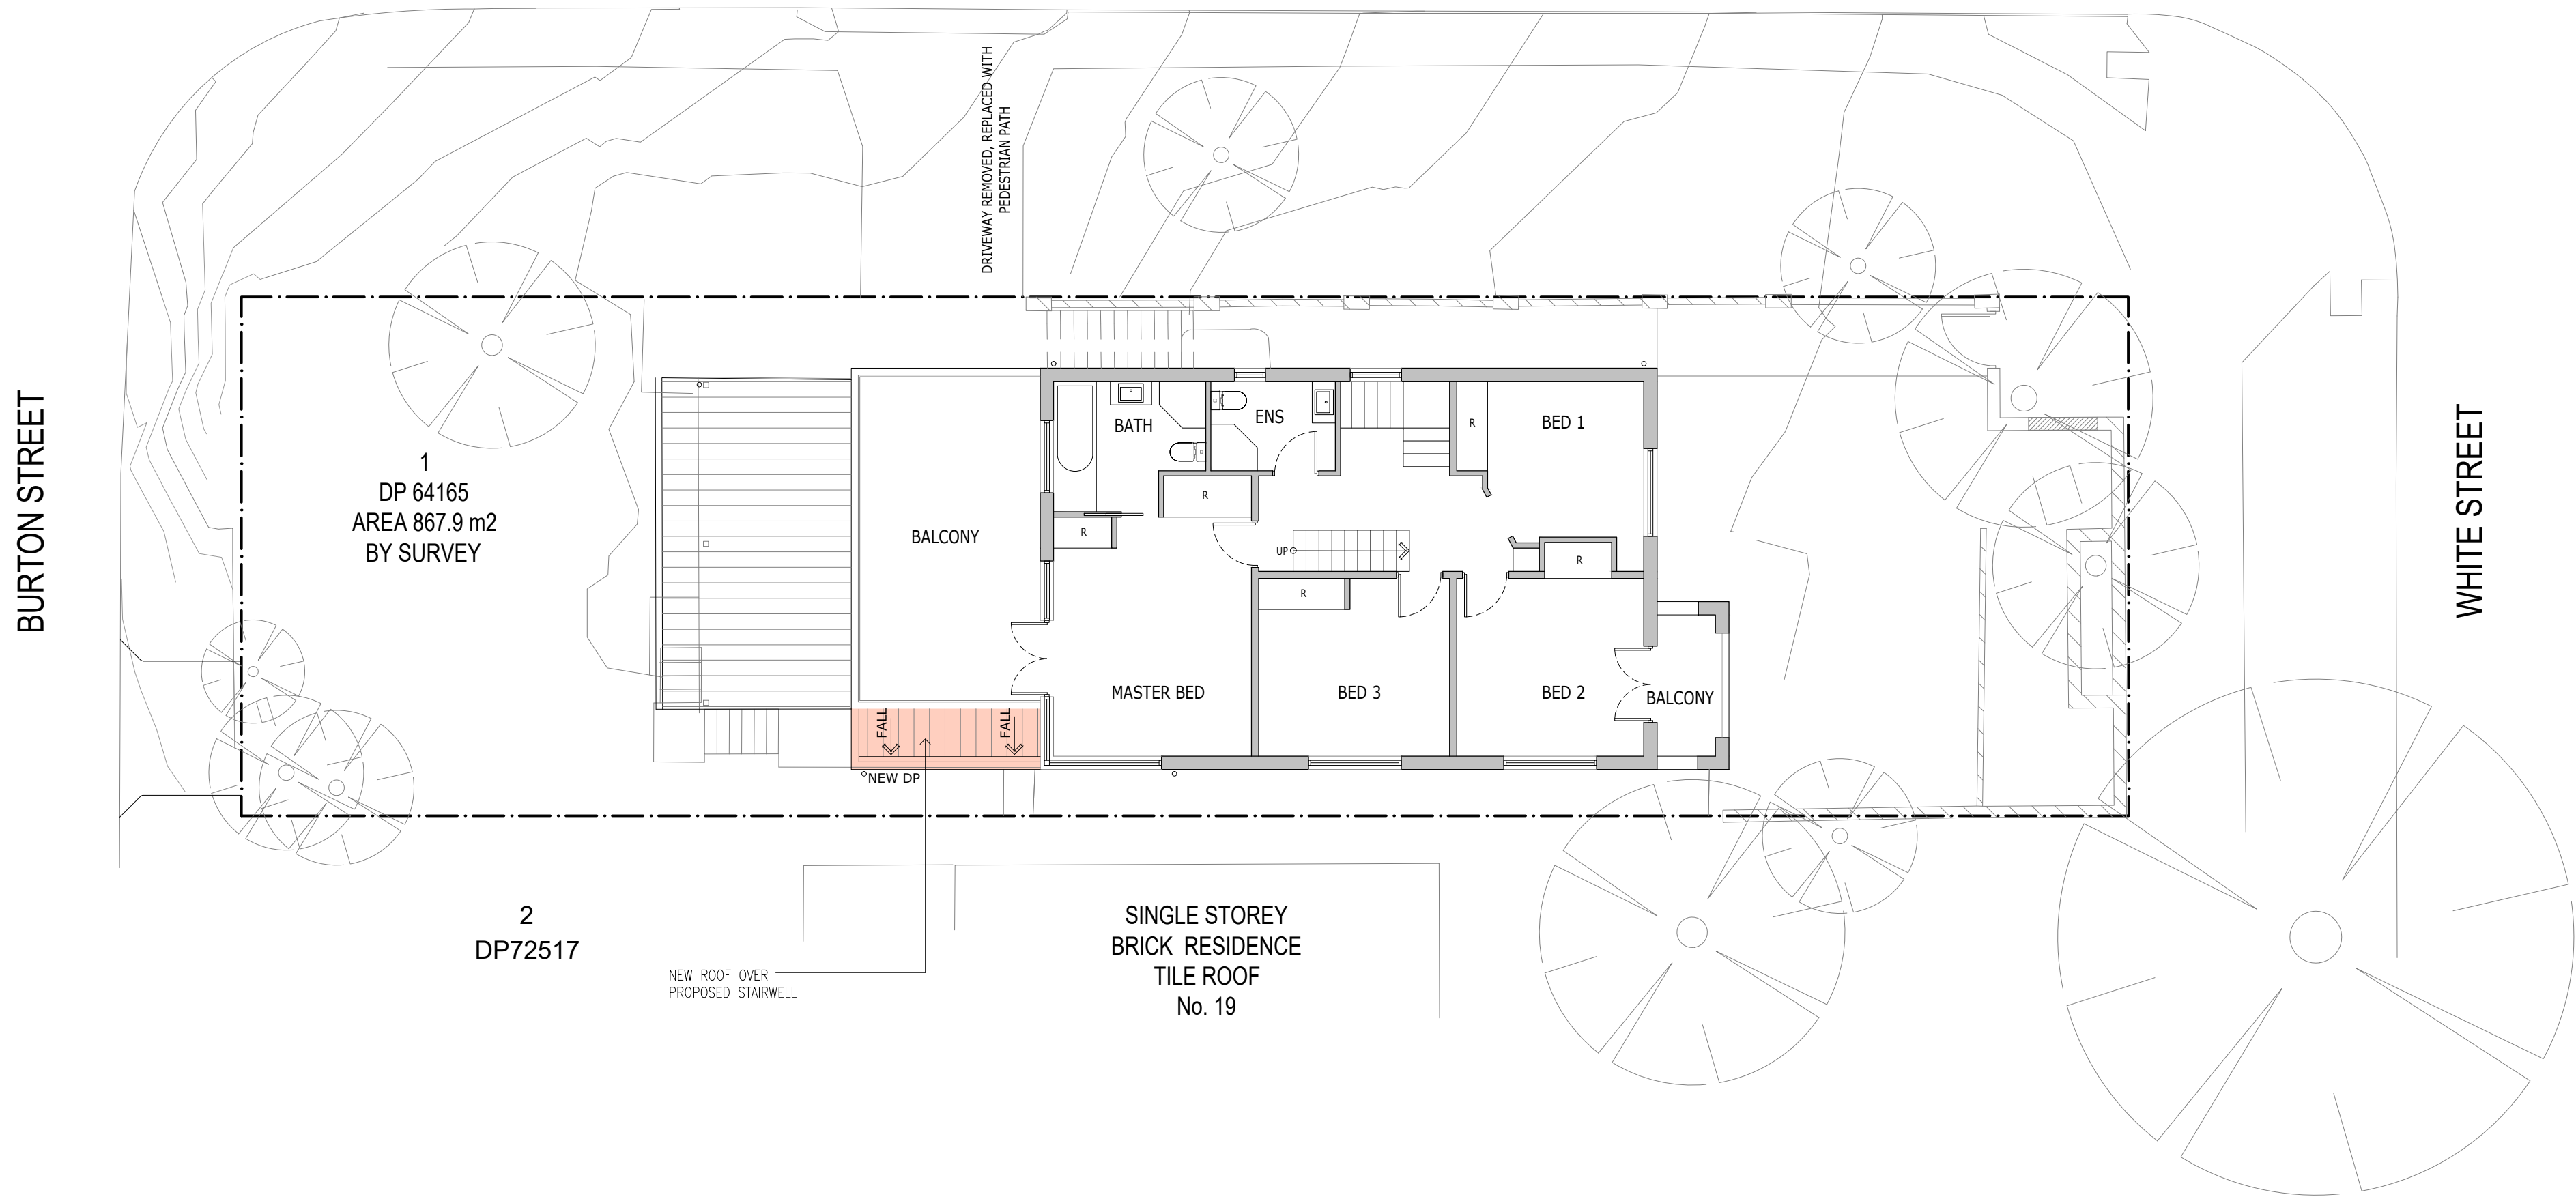 DRIVEWAY REMOVED, REPLACED WITH
PEDESTRIAN PATH
BURTON STREET
WHITE STREET
1
DP 64165
AREA 867.9 m2
BY SURVEY
BALCONY
BATH
ENS
BED 1
R
R
R
R
R
UP
MASTER BED
BED 3
BED 2
BALCONY
FALL
FALL
NEW DP
2
DP72517
NEW ROOF OVER
PROPOSED STAIRWELL
SINGLE STOREY
BRICK RESIDENCE
TILE ROOF
No. 19